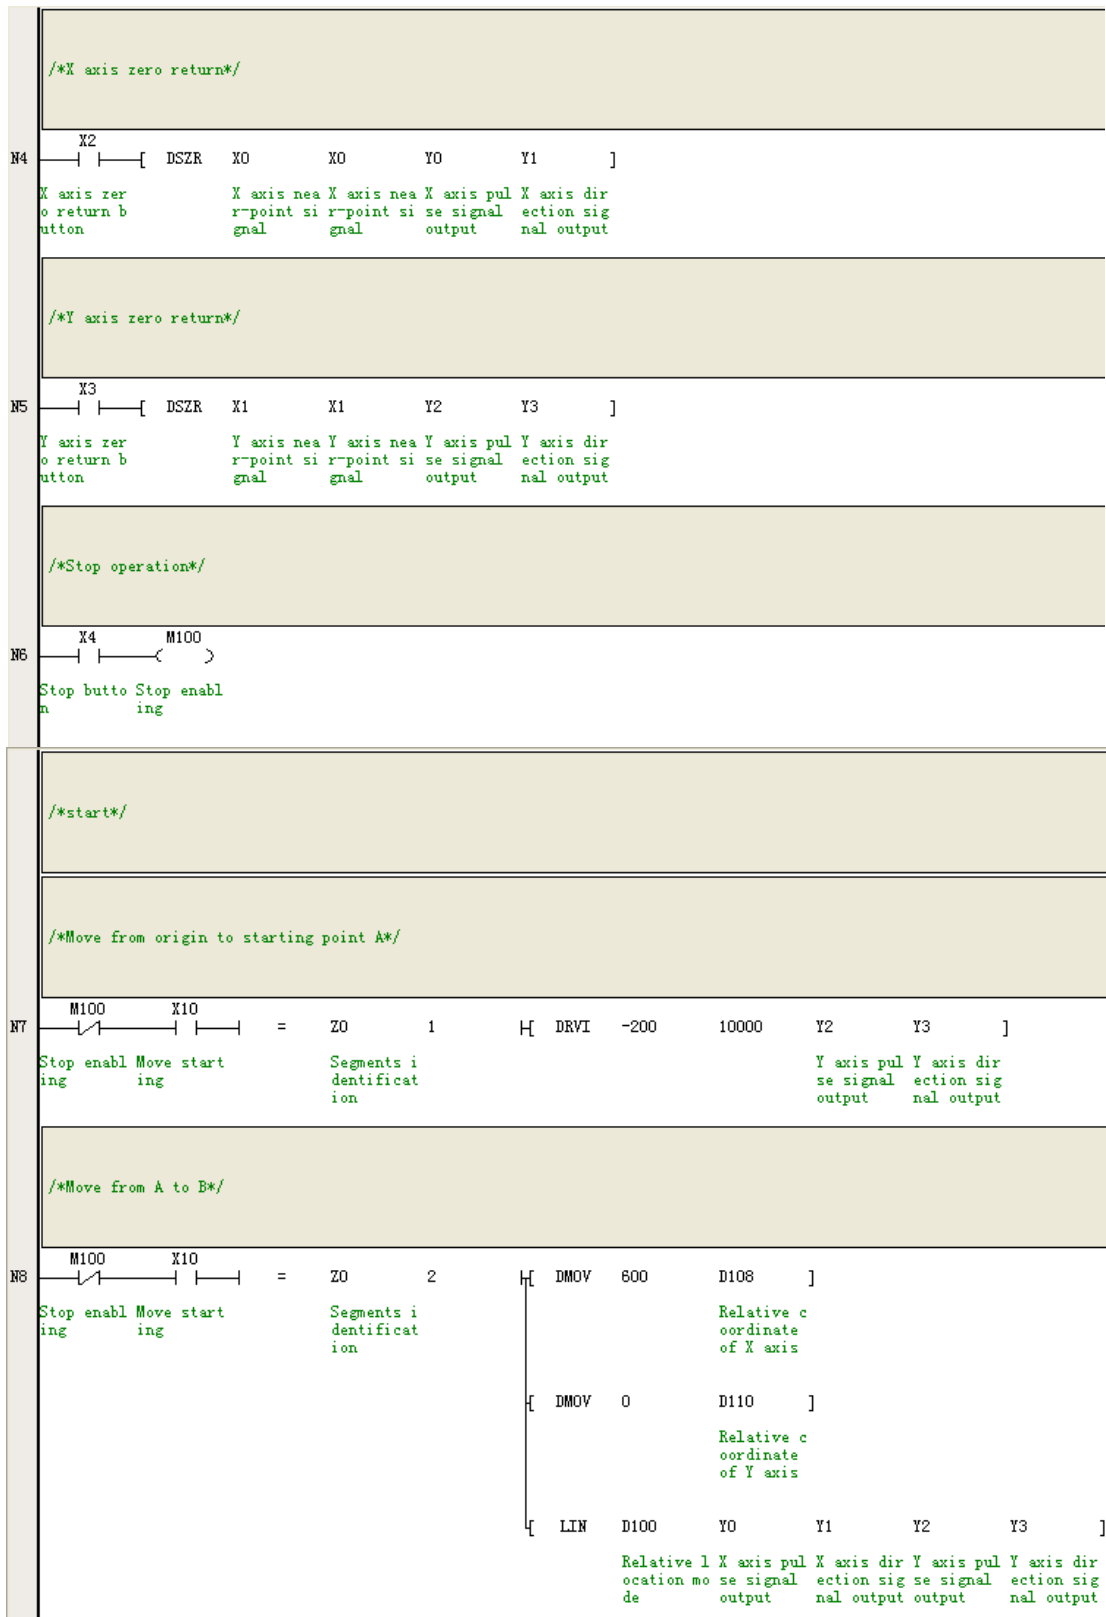 /*X axis zero return*/
X2
N4 [ DSZR X0 X0 Y0 Y1 ]
X axis zer X axis nea X axis nea X axis pul X axis dir
o return b r-point si r-point si se signal ection sig
utton gnal gnal output nal output
/*Y axis zero return*/
X3
N5 [ DSZR X1 X1 Y2 Y3 ]
Y axis zer Y axis nea Y axis nea Y axis pul Y axis dir
o return b r-point si r-point si se signal ection sig
utton gnal gnal output nal output
/*Stop operation*/
X4 M100
N6 ( )
Stop butto Stop enabl
n ing
/*start*/
/*Move from origin to starting point A*/
M100 X10
N7 = Z0 1 [ DRVI -200 10000 Y2 Y3 ]
Stop enabl Move start Segments i Y axis pul Y axis dir
ing ing dentificat se signal ection sig
ion output nal output
/*Move from A to B*/
M100 X10
N8 = Z0 2 [ DMOV 600 D108 ]
Stop enabl Move start Segments i Relative c
ing ing dentificat oordinate
ion of X axis
[ DMOV 0 D110 ]
Relative c
oordinate
of Y axis
[ LIN D100 Y0 Y1 Y2 Y3 ]
Relative l X axis pul X axis dir Y axis pul Y axis dir
ocation mo se signal ection sig se signal ection sig
de output nal output output nal output